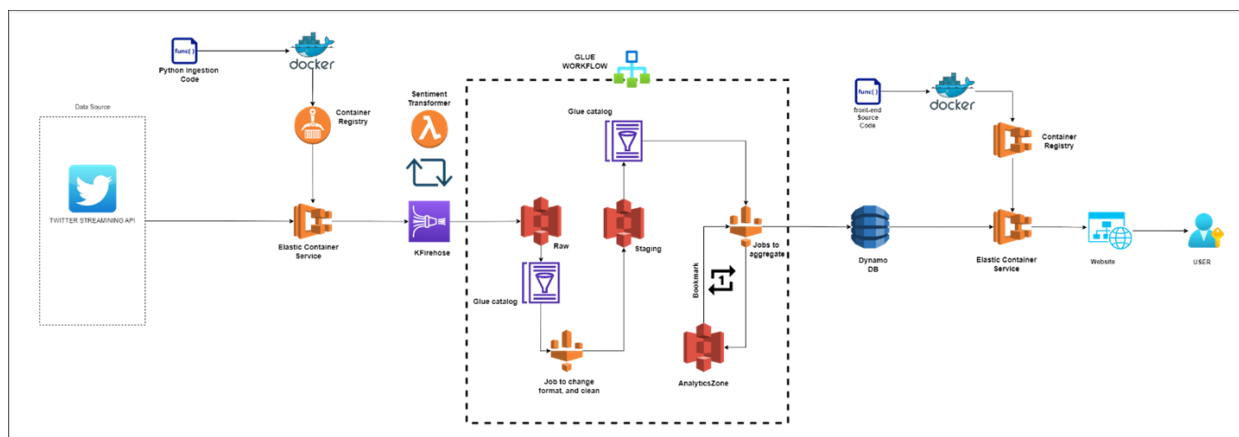 func()
Python Ingestion
Code
docker
Container
Registry
Sentiment
Transformer
GLUE
WORKFLOW
Data Source
TWITTER STREAMINING API
Elastic Container
Service
KFirehose
Raw
Glue catalog
Job to change
format, and clean
Glue catalog
Staging
Bookmark
1
Jobs to
aggregate
AnalyticsZone
Dynamo
DB
func()
front-end
Source
Code
docker
Container
Registry
Elastic Container
Service
Website
USER